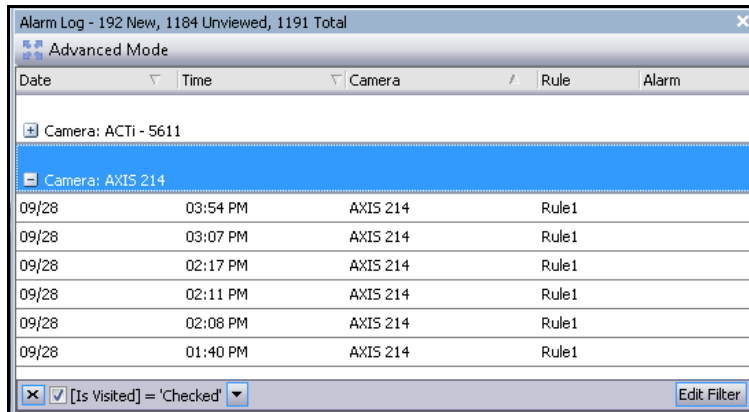 Alarm Log - 192 New, 1184 Unviewed, 1191 Total
Advanced Mode
Date Time Camera Rule Alarm
Camera: ACTi - 5611
Camera: AXIS 214
09/28 03:54 PM AXIS 214 Rule1
09/28 03:07 PM AXIS 214 Rule1
09/28 02:17 PM AXIS 214 Rule1
09/28 02:11 PM AXIS 214 Rule1
09/28 02:08 PM AXIS 214 Rule1
09/28 01:40 PM AXIS 214 Rule1
[Is Visited] = 'Checked' Edit Filter